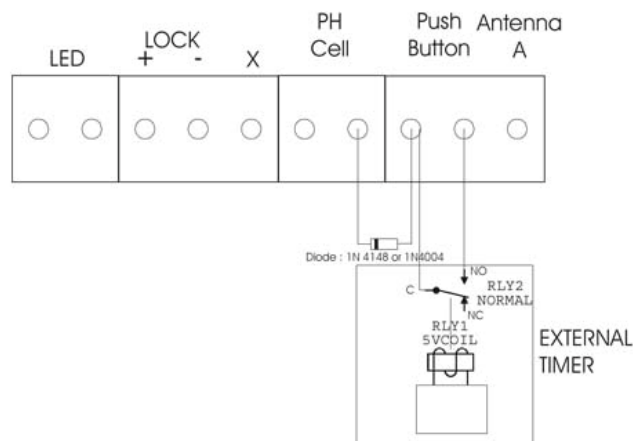 LED
LOCK
+ - X
PH
Cell
Push
Button
Antenna
A
Diode : 1N 4148 or 1N4004
NO
C
RLY2
NORMAL
NC
RLY1
5VCOIL
EXTERNAL
TIMER